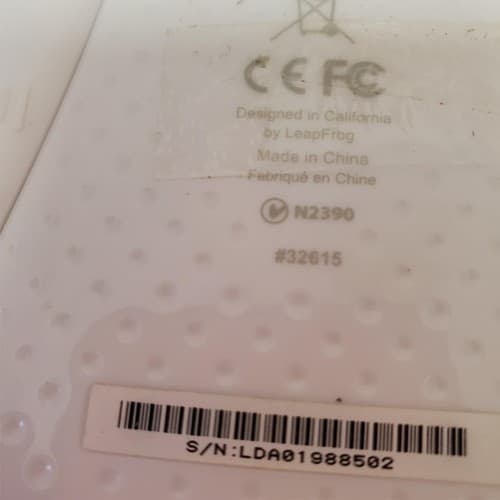 CE FC
Designed in California
by LeapFrog
Made in China
Fabriqué en Chine
N2390
#32615
S/N:LDA01988502